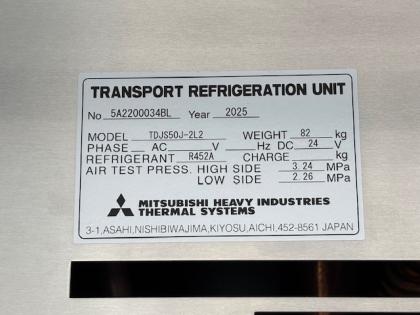 TRANSPORT REFRIGERATION UNIT
No 5A2200034BL Year 2025
MODEL TDJS50J-2L2 WEIGHT 82 kg
PHASE AC V Hz DC 24 V
REFRIGERANT R452A CHARGE kg
AIR TEST PRESS. HIGH SIDE 3.24 MPa
LOW SIDE 2.26 MPa
MITSUBISHI HEAVY INDUSTRIES
THERMAL SYSTEMS
3-1,ASAHI,NISHIBIWAJIMA,KIYOSU,AICHI,452-8561 JAPAN